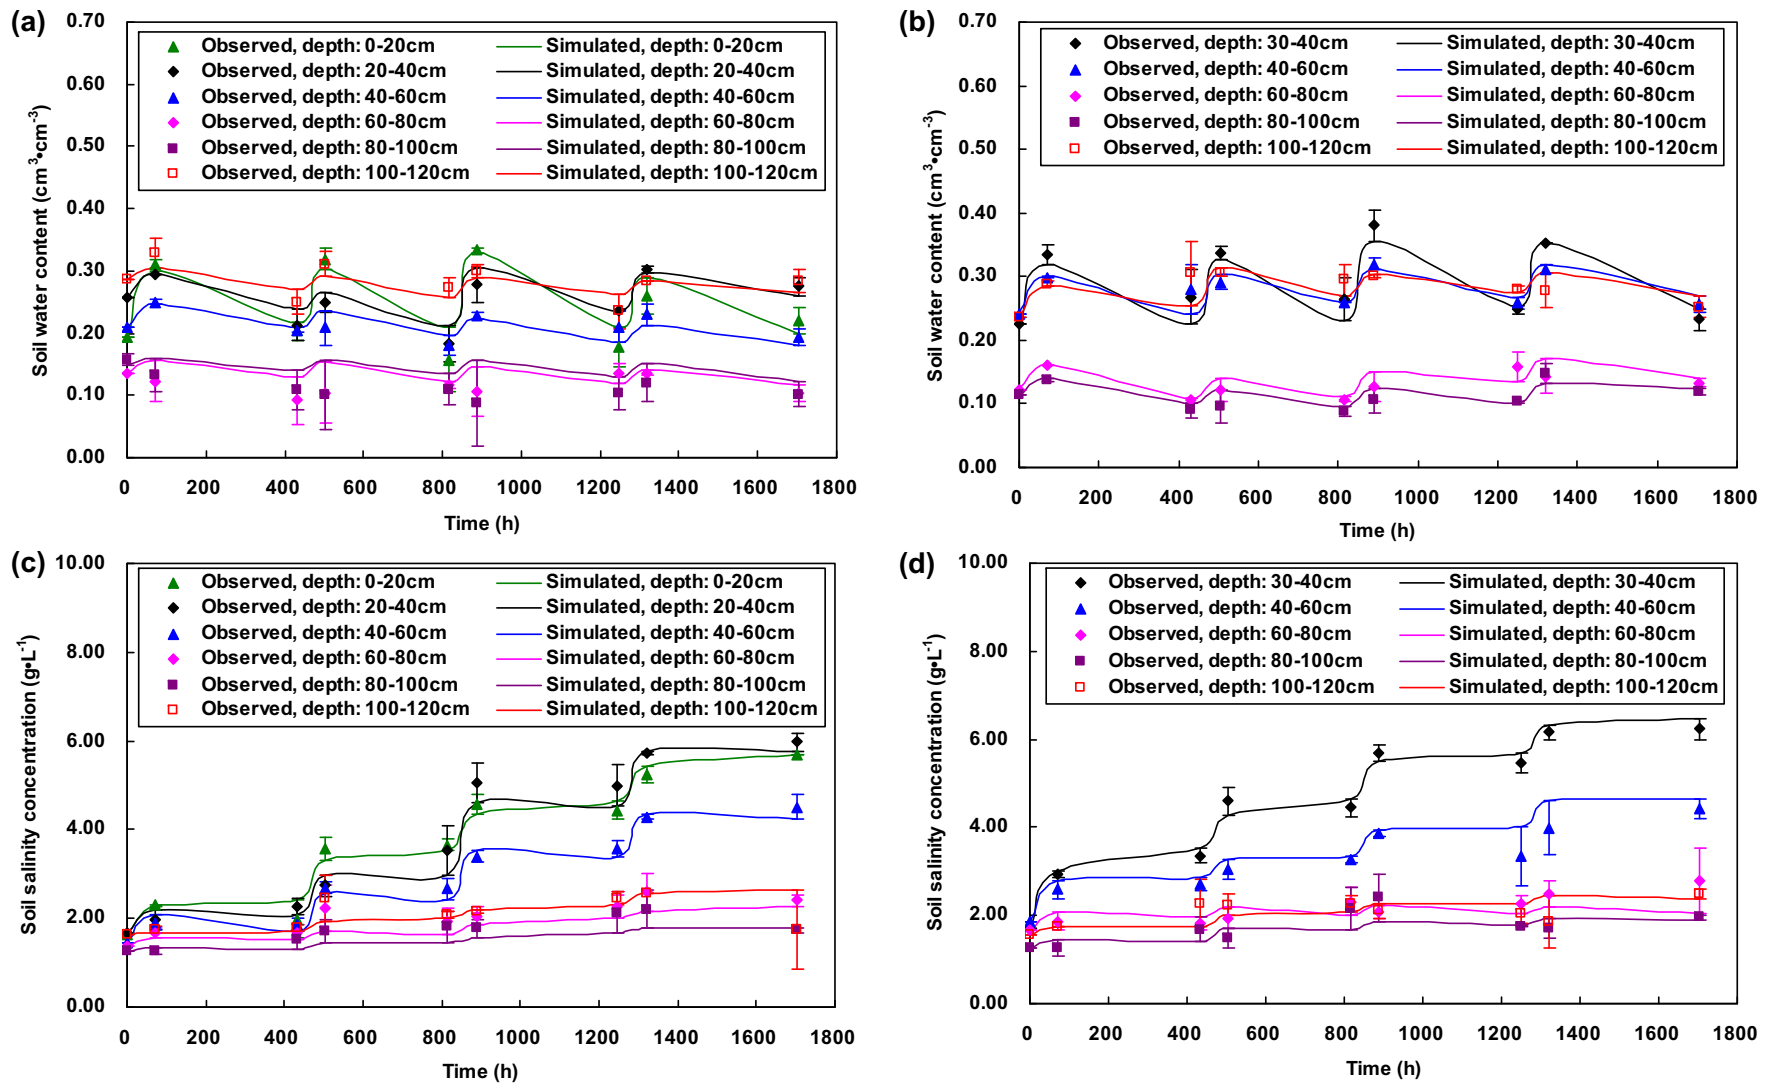 (a)
0.70
0.60
0.50
0.40
0.30
0.20
0.10
0.00
Soil water content (cm³•cm⁻³)
Observed, depth: 0-20cm Simulated, depth: 0-20cm
Observed, depth: 20-40cm Simulated, depth: 20-40cm
Observed, depth: 40-60cm Simulated, depth: 40-60cm
Observed, depth: 60-80cm Simulated, depth: 60-80cm
Observed, depth: 80-100cm Simulated, depth: 80-100cm
Observed, depth: 100-120cm Simulated, depth: 100-120cm
0 200 400 600 800 1000 1200 1400 1600 1800
Time (h)
(b)
0.70
0.60
0.50
0.40
0.30
0.20
0.10
0.00
Soil water content (cm³•cm⁻³)
Observed, depth: 30-40cm Simulated, depth: 30-40cm
Observed, depth: 40-60cm Simulated, depth: 40-60cm
Observed, depth: 60-80cm Simulated, depth: 60-80cm
Observed, depth: 80-100cm Simulated, depth: 80-100cm
Observed, depth: 100-120cm Simulated, depth: 100-120cm
0 200 400 600 800 1000 1200 1400 1600 1800
Time (h)
(c)
10.00
8.00
6.00
4.00
2.00
0.00
Soil salinity concentration (g•L⁻¹)
Observed, depth: 0-20cm Simulated, depth: 0-20cm
Observed, depth: 20-40cm Simulated, depth: 20-40cm
Observed, depth: 40-60cm Simulated, depth: 40-60cm
Observed, depth: 60-80cm Simulated, depth: 60-80cm
Observed, depth: 80-100cm Simulated, depth: 80-100cm
Observed, depth: 100-120cm Simulated, depth: 100-120cm
0 200 400 600 800 1000 1200 1400 1600 1800
Time (h)
(d)
10.00
8.00
6.00
4.00
2.00
0.00
Soil salinity concentration (g•L⁻¹)
Observed, depth: 30-40cm Simulated, depth: 30-40cm
Observed, depth: 40-60cm Simulated, depth: 40-60cm
Observed, depth: 60-80cm Simulated, depth: 60-80cm
Observed, depth: 80-100cm Simulated, depth: 80-100cm
Observed, depth: 100-120cm Simulated, depth: 100-120cm
0 200 400 600 800 1000 1200 1400 1600 1800
Time (h)